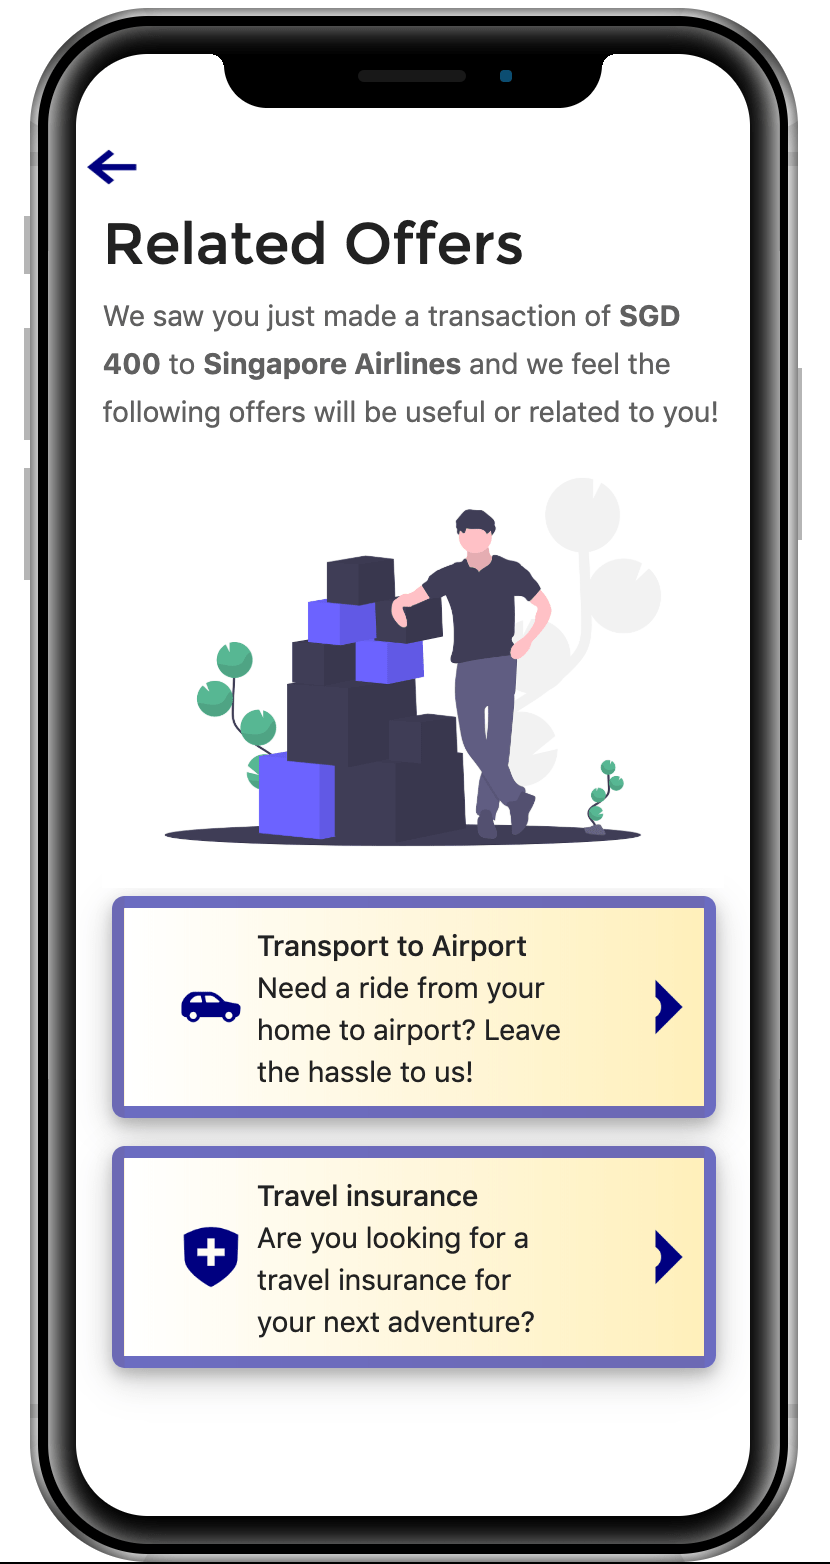 Related Offers
We saw you just made a transaction of SGD
400 to Singapore Airlines and we feel the
following offers will be useful or related to you!
Transport to Airport
Need a ride from your
home to airport? Leave
the hassle to us!
Travel insurance
Are you looking for a
travel insurance for
your next adventure?